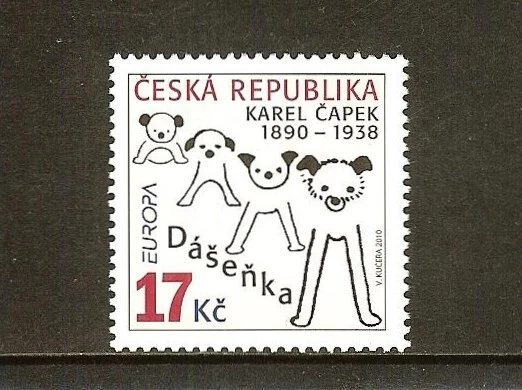 ČESKÁ REPUBLIKA
KAREL ČAPEK
1890 – 1938
EUROPA
Dášeňka
17 Kč
V. KUČERA 2010